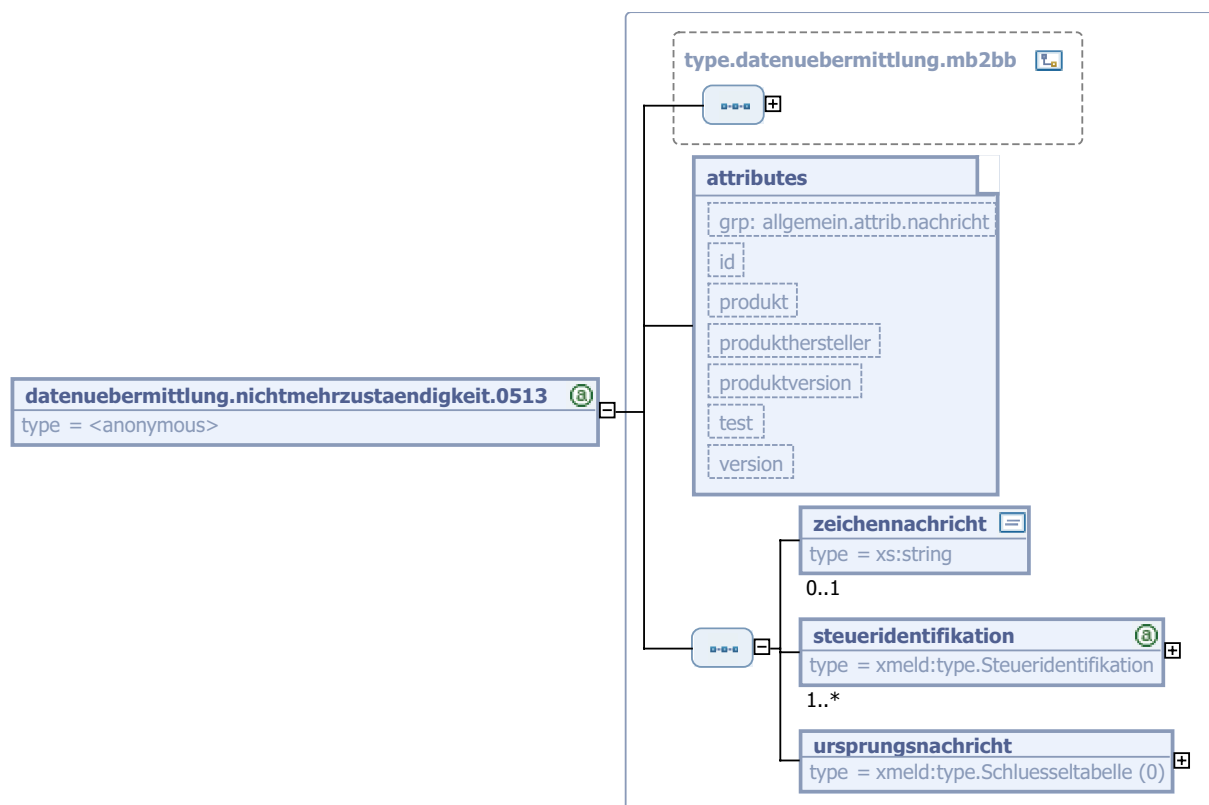 type.datenuebermittlung.mb2bb
attributes
grp: allgemein.attrib.nachricht
id
produkt
produkthersteller
produktversion
test
version
datenuebermittlung.nichtmehrzustaendigkeit.0513
type = <anonymous>
zeichennachricht
type = xs:string
0..1
steueridentifikation
type = xmeld:type.Steueridentifikation
1..*
ursprungsnachricht
type = xmeld:type.Schluesseltabelle (0)